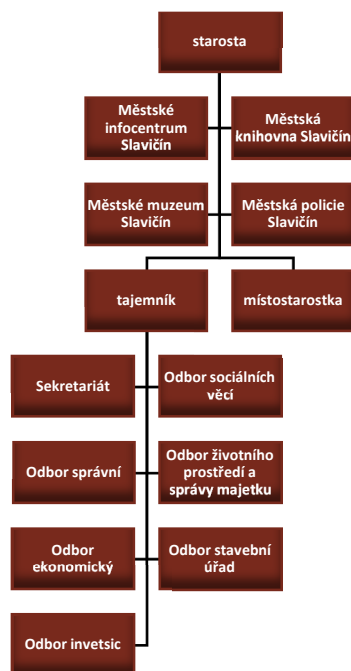 starosta
Městské
infocentrum
Slavičín
Městská
knihovna Slavičín
Městské muzeum
Slavičín
Městská policie
Slavičín
tajemník
místostarostka
Sekretariát
Odbor sociálních
věcí
Odbor správní
Odbor životního
prostředí a
správy majetku
Odbor
ekonomický
Odbor stavební
úřad
Odbor invetsic